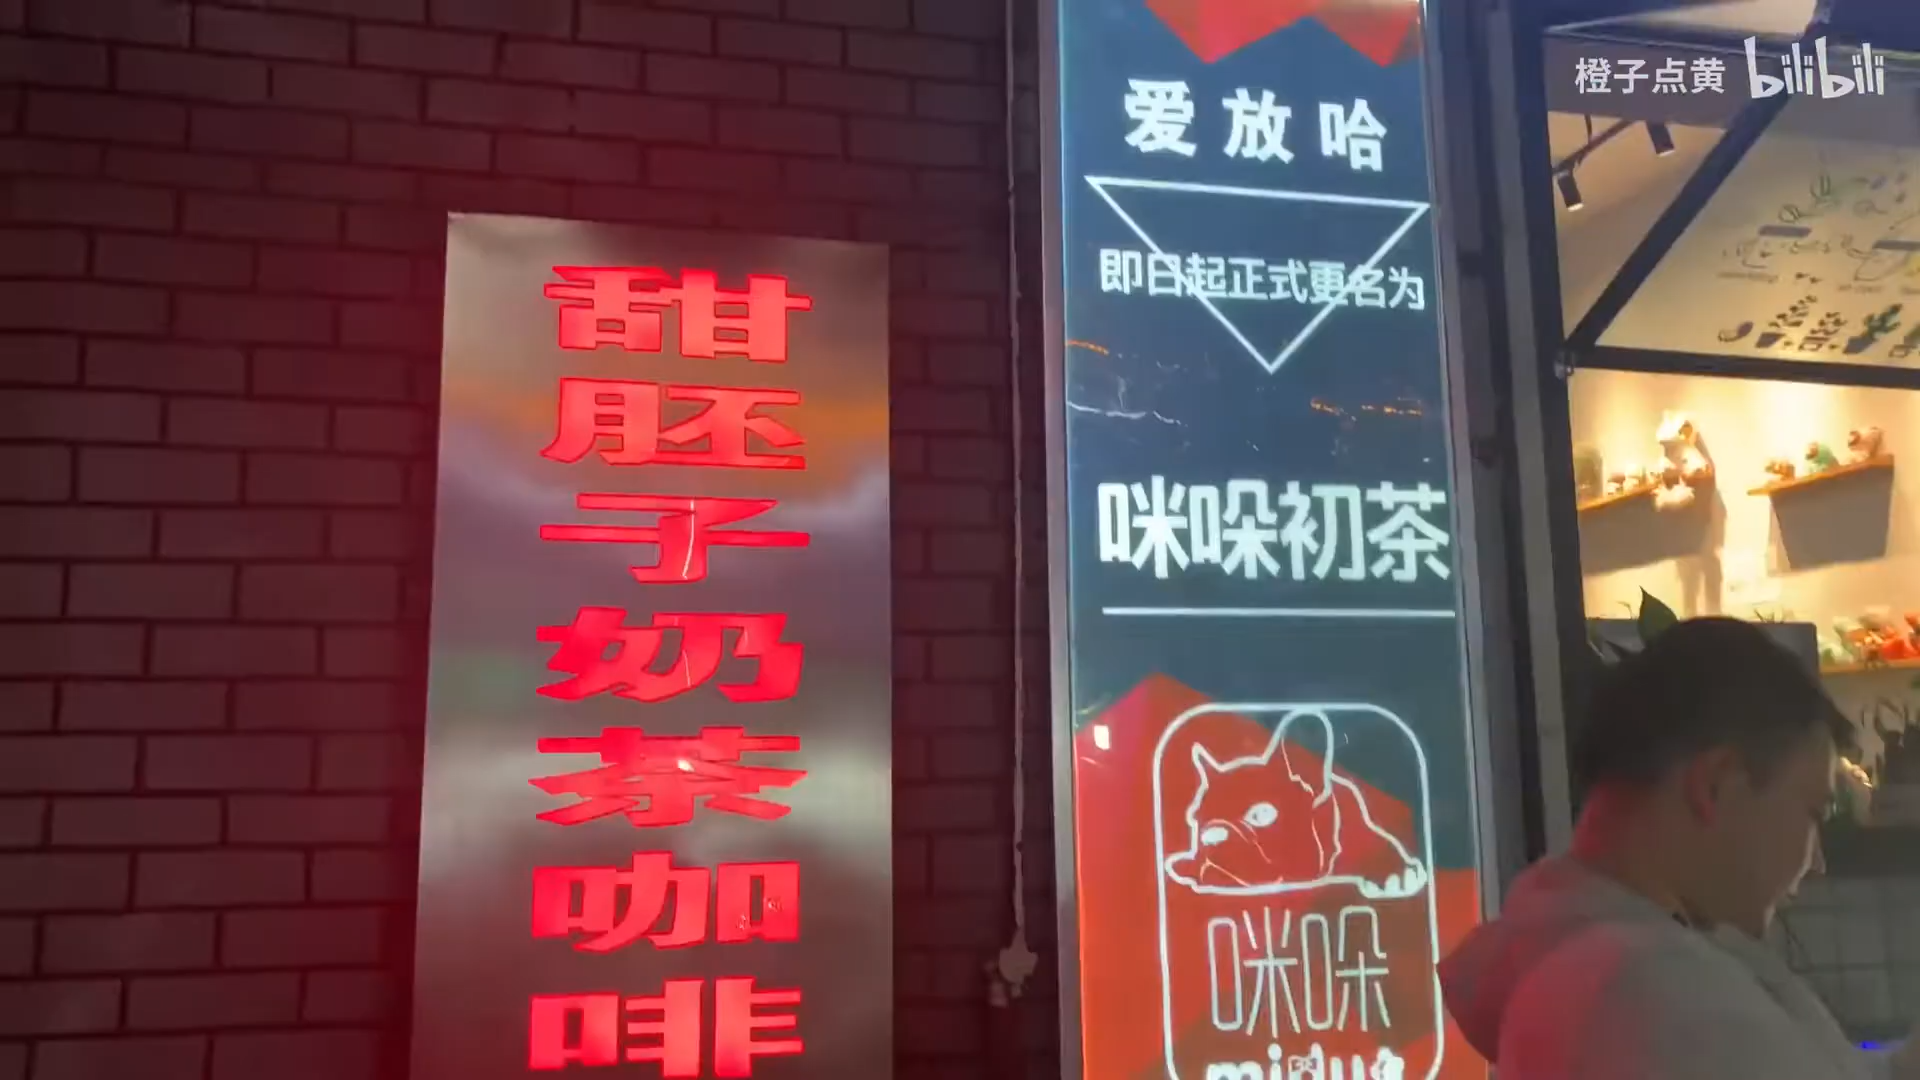 橙子点黄 bilibili
甜胚子奶茶咖啡
爱放哈
即日起正式更名为
咪哚初茶
咪哚